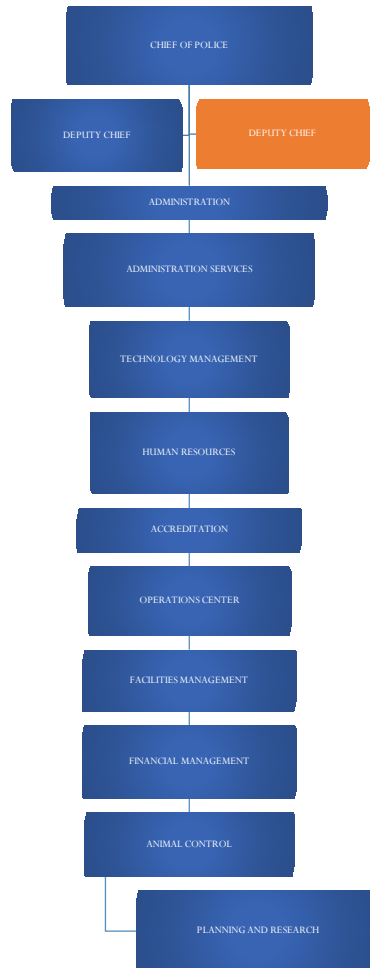 CHIEF OF POLICE
DEPUTY CHIEF
DEPUTY CHIEF
ADMINISTRATION
ADMINISTRATION SERVICES
TECHNOLOGY MANAGEMENT
HUMAN RESOURCES
ACCREDITATION
OPERATIONS CENTER
FACILITIES MANAGEMENT
FINANCIAL MANAGEMENT
ANIMAL CONTROL
PLANNING AND RESEARCH